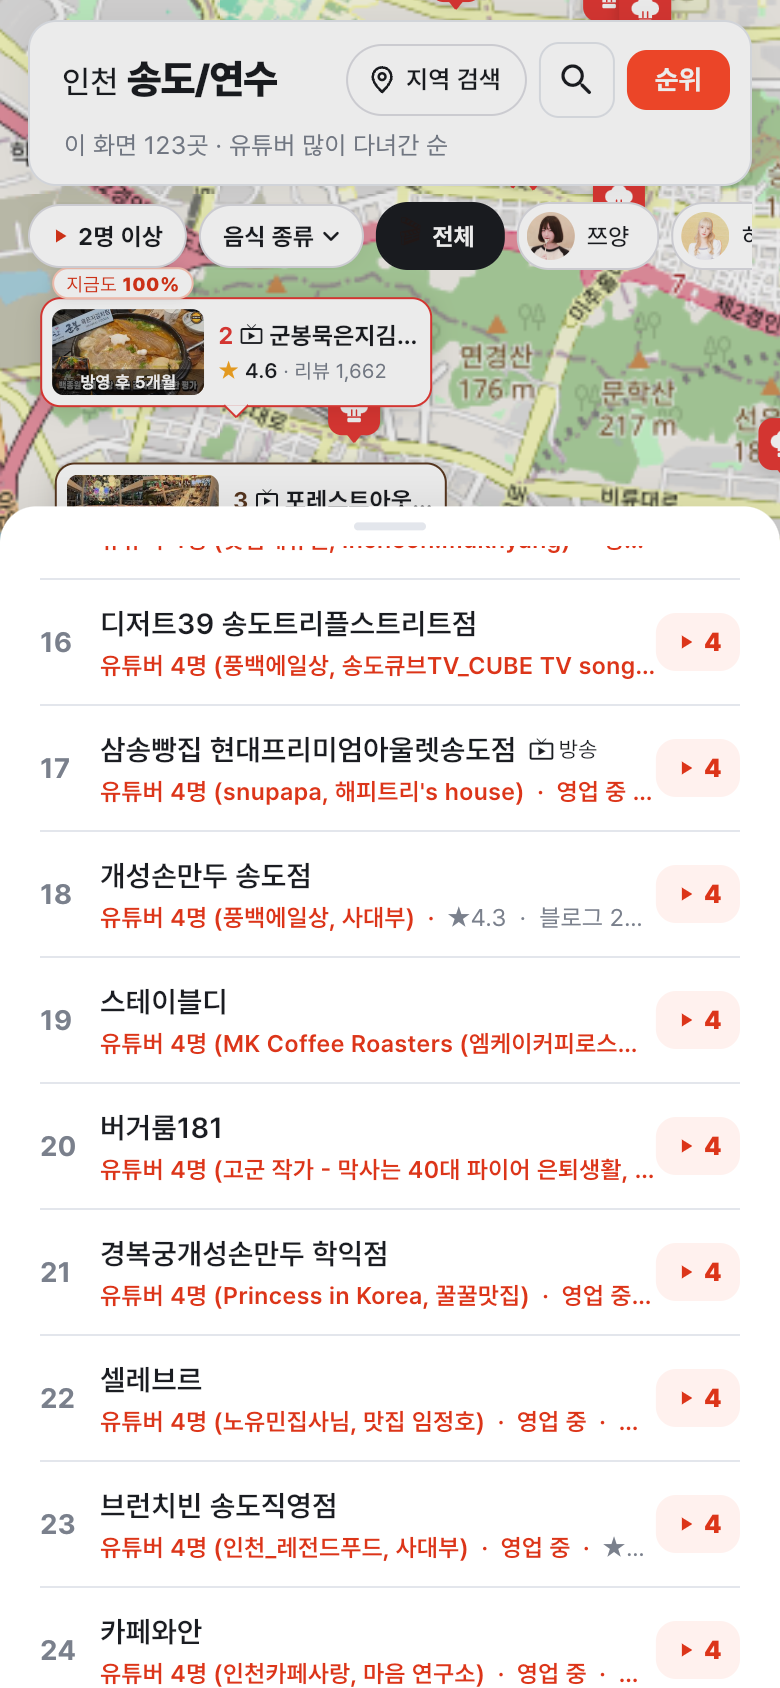 인천 송도/연수
지역 검색
순위
이 화면 123곳 · 유튜버 많이 다녀간 순
2명 이상
음식 종류
전체
쯔양
지금도 100%
2 군봉묵은지김...
★ 4.6 · 리뷰 1,662
방영 후 5개월
면경산
176 m
문학산
217 m
7
제2경인
비류대로
3 포레스트아웃...
16
디저트39 송도트리플스트리트점
유튜버 4명 (풍백에일상, 송도큐브TV_CUBE TV song...
4
17
삼송빵집 현대프리미엄아울렛송도점 방송
유튜버 4명 (snupapa, 해피트리's house) · 영업 중 ...
4
18
개성손만두 송도점
유튜버 4명 (풍백에일상, 사대부) · ★4.3 · 블로그 2...
4
19
스테이블디
유튜버 4명 (MK Coffee Roasters (엠케이커피로스...
4
20
버거룸181
유튜버 4명 (고군 작가 - 막사는 40대 파이어 은퇴생활, ...
4
21
경복궁개성손만두 학익점
유튜버 4명 (Princess in Korea, 꿀꿀맛집) · 영업 중...
4
22
셀레브르
유튜버 4명 (노유민집사님, 맛집 임정호) · 영업 중 · ...
4
23
브런치빈 송도직영점
유튜버 4명 (인천_레전드푸드, 사대부) · 영업 중 · ★...
4
24
카페와안
유튜버 4명 (인천카페사랑, 마음 연구소) · 영업 중 · ...
4